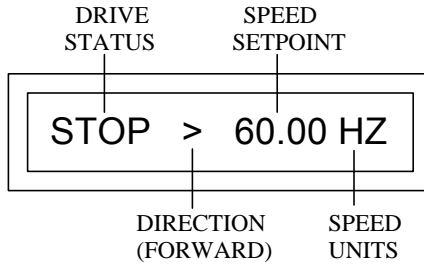 DRIVE STATUS
SPEED SETPOINT
STOP > 60.00 HZ
DIRECTION (FORWARD)
SPEED UNITS